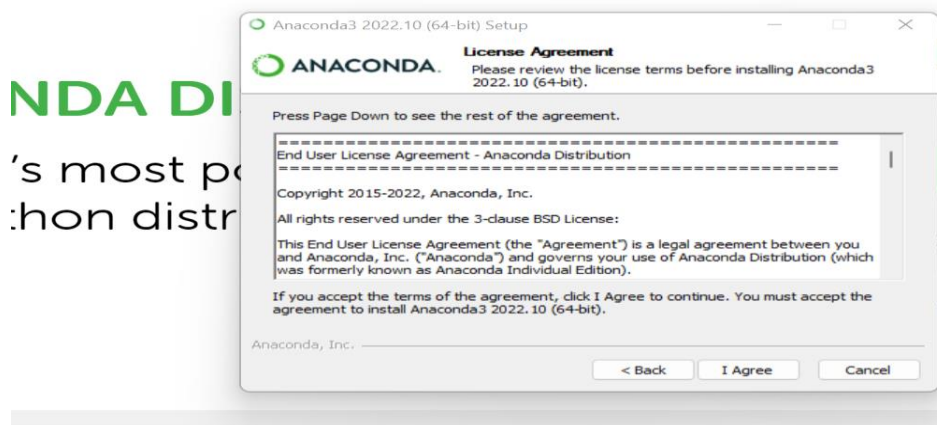 Anaconda3 2022.10 (64-bit) Setup
ANACONDA.
License Agreement
Please review the license terms before installing Anaconda3
2022.10 (64-bit).
NDA DI
's most po
thon distr
Press Page Down to see the rest of the agreement.
==================================================
End User License Agreement - Anaconda Distribution
==================================================
Copyright 2015-2022, Anaconda, Inc.
All rights reserved under the 3-clause BSD License:
This End User License Agreement (the "Agreement") is a legal agreement between you
and Anaconda, Inc. ("Anaconda") and governs your use of Anaconda Distribution (which
was formerly known as Anaconda Individual Edition).
If you accept the terms of the agreement, click I Agree to continue. You must accept the
agreement to install Anaconda3 2022.10 (64-bit).
Anaconda, Inc.
< Back
I Agree
Cancel